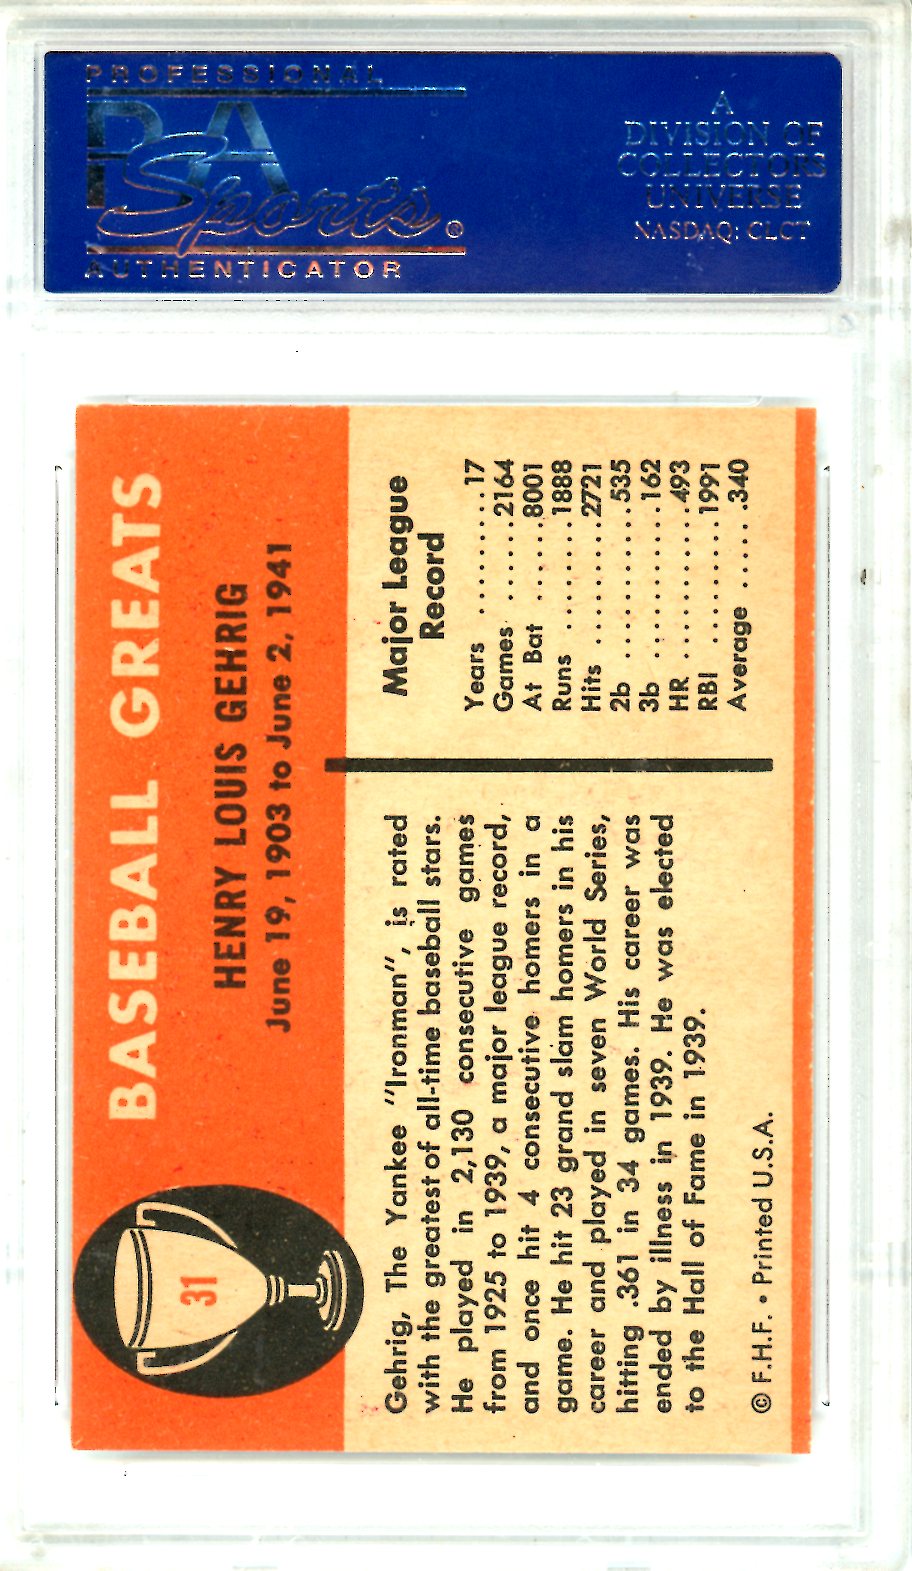 PROFESSIONAL
PSA
Sports®
AUTHENTICATOR
A
DIVISION OF
COLLECTORS
UNIVERSE
NASDAQ: CLCT
31
BASEBALL GREATS
HENRY LOUIS GEHRIG
June 19, 1903 to June 2, 1941
Gehrig, The Yankee "Ironman", is rated
with the greatest of all-time baseball stars.
He played in 2,130 consecutive games
from 1925 to 1939, a major league record,
and once hit 4 consecutive homers in a
game. He hit 23 grand slam homers in his
career and played in seven World Series,
hitting .361 in 34 games. His career was
ended by illness in 1939. He was elected
to the Hall of Fame in 1939.
© F.H.F. • Printed U.S.A.
Major League
Record
Years ........17
Games .......2164
At Bat .......8001
Runs ........1888
Hits .........2721
2b ..........535
3b ..........162
HR ..........493
RBI .........1991
Average ......340